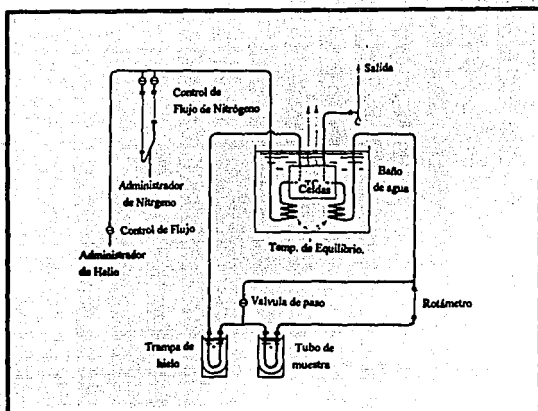 Salida
Control de
Flujo de Nitrógeno
Baño
de agua
T.C.
Celdas
Administrador
de Nitrgeno
Control de Flujo
Temp. de Equilibrio.
Administrador
de Helio
Valvula de paso
Rotámetro
Trampa de
hielo
Tubo de
muestra